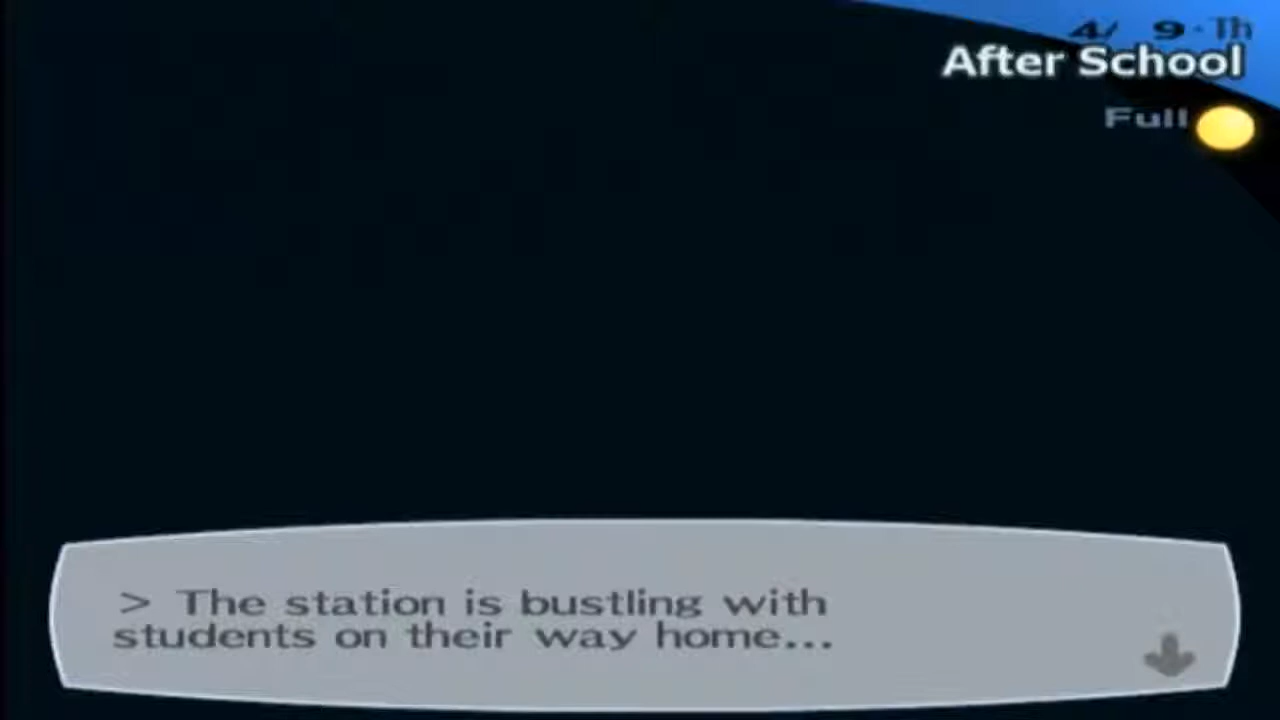 4/ 9·Th
After School
Full
> The station is bustling with
students on their way home...